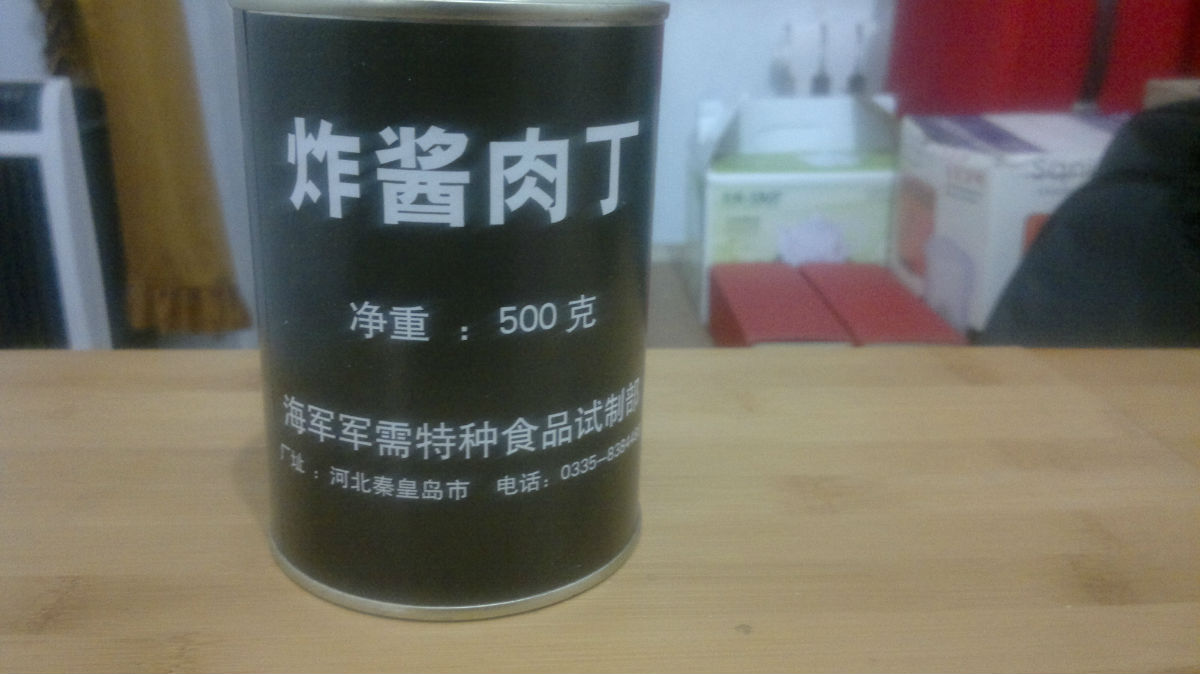 炸酱肉丁
净重：500克
海军军需特种食品试制部
厂址：河北秦皇岛市 电话：0335-8384